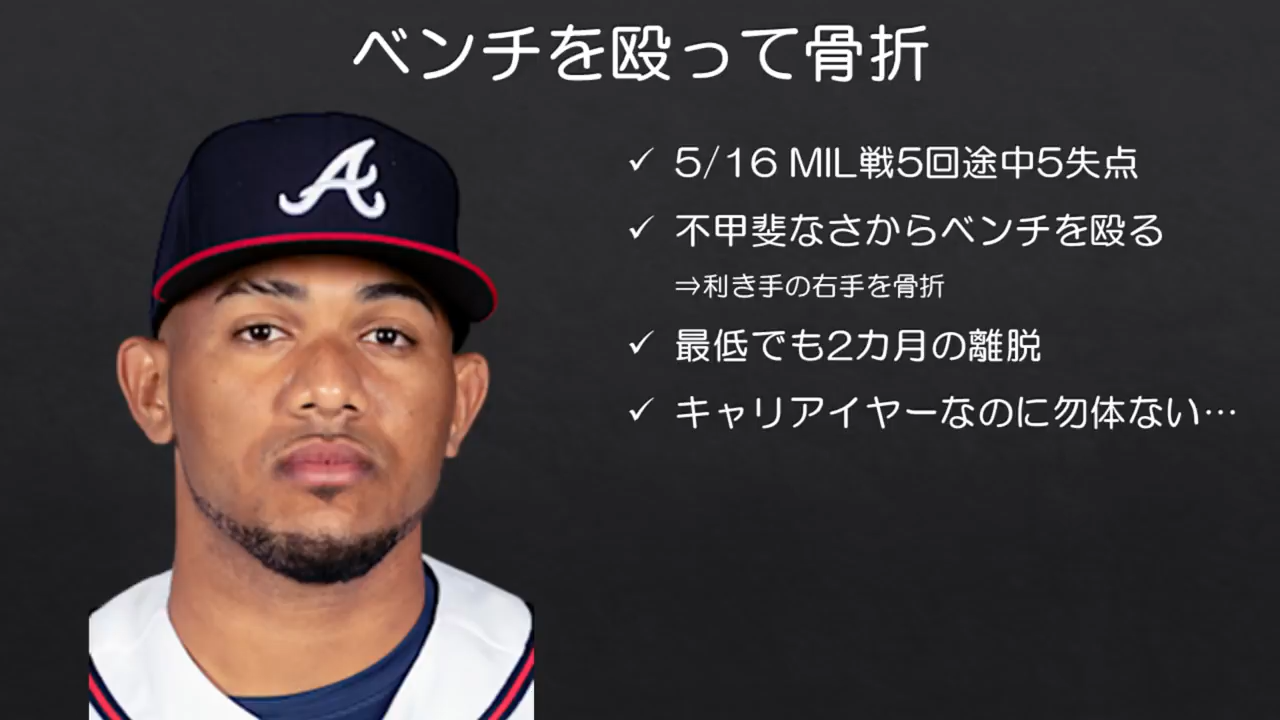 ベンチを殴って骨折
✓ 5/16 MIL戦5回途中5失点
✓ 不甲斐なさからベンチを殴る
⇒利き手の右手を骨折
✓ 最低でも2カ月の離脱
✓ キャリアイヤーなのに勿体ない…
A